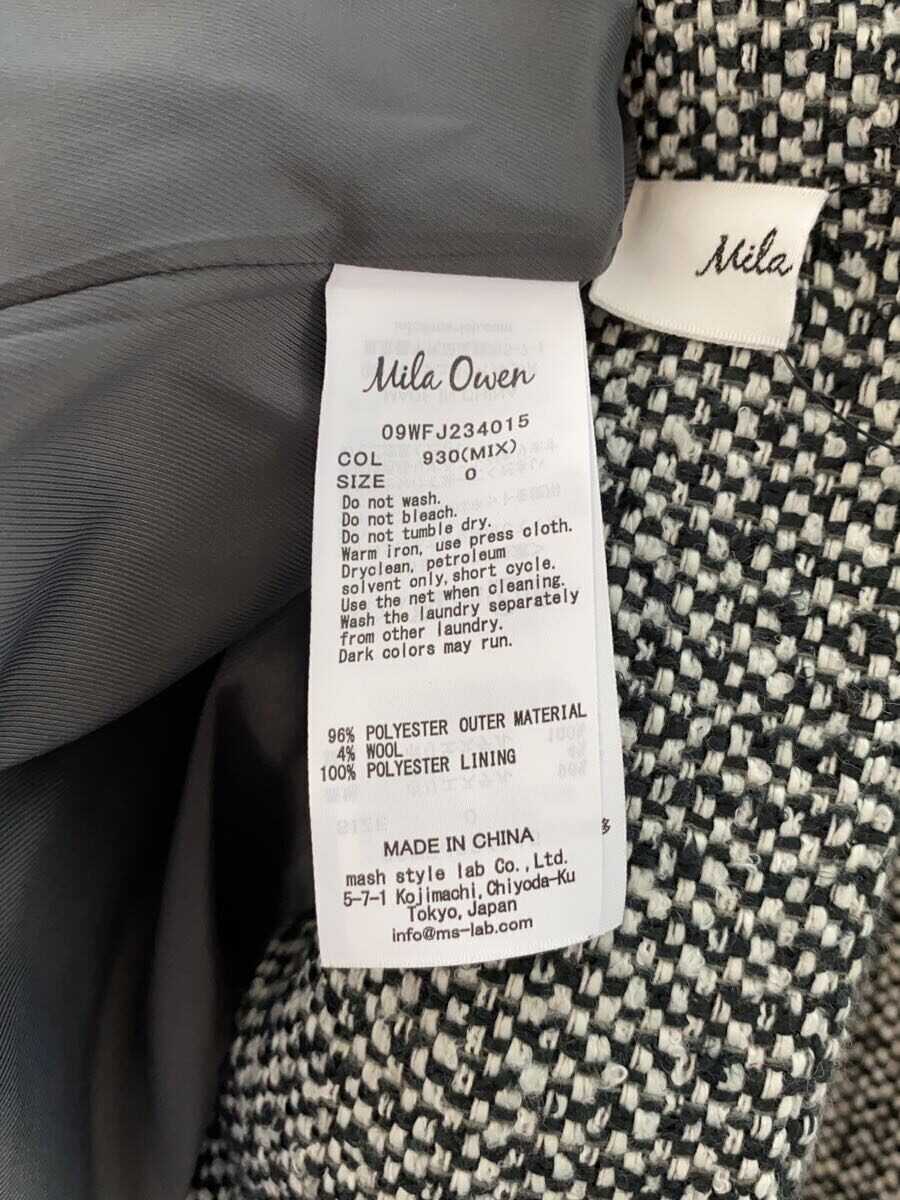 Mila
Mila Owen
09WFJ234015
COL 930(MIX)
SIZE 0
Do not wash.
Do not bleach.
Do not tumble dry.
Warm iron, use press cloth.
Dryclean, petroleum
solvent only, short cycle.
Use the net when cleaning.
Wash the laundry separately
from other laundry.
Dark colors may run.
96% POLYESTER OUTER MATERIAL
4% WOOL
100% POLYESTER LINING
MADE IN CHINA
mash style lab Co.,Ltd.
5-7-1 Kojimachi, Chiyoda-Ku
Tokyo, Japan
info@ms-lab.com